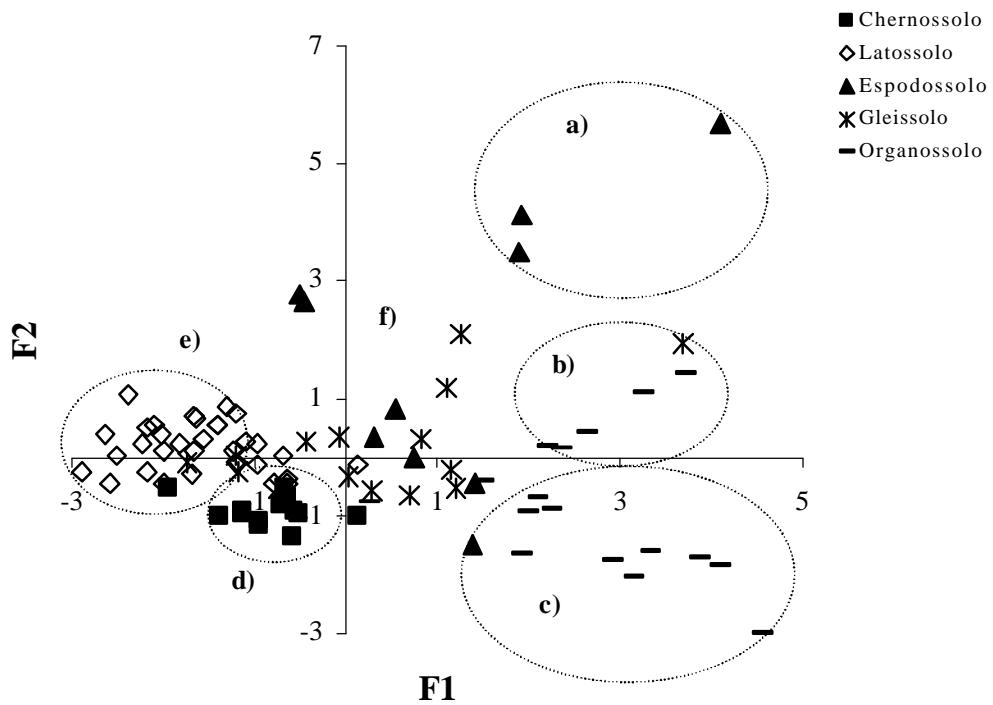 Chernossolo
Latossolo
Espodossolo
Gleissolo
Organossolo
7
5
3
1
-3
-3 1 1 3 5
1
F2
F1
a)
b)
c)
d)
e)
f)